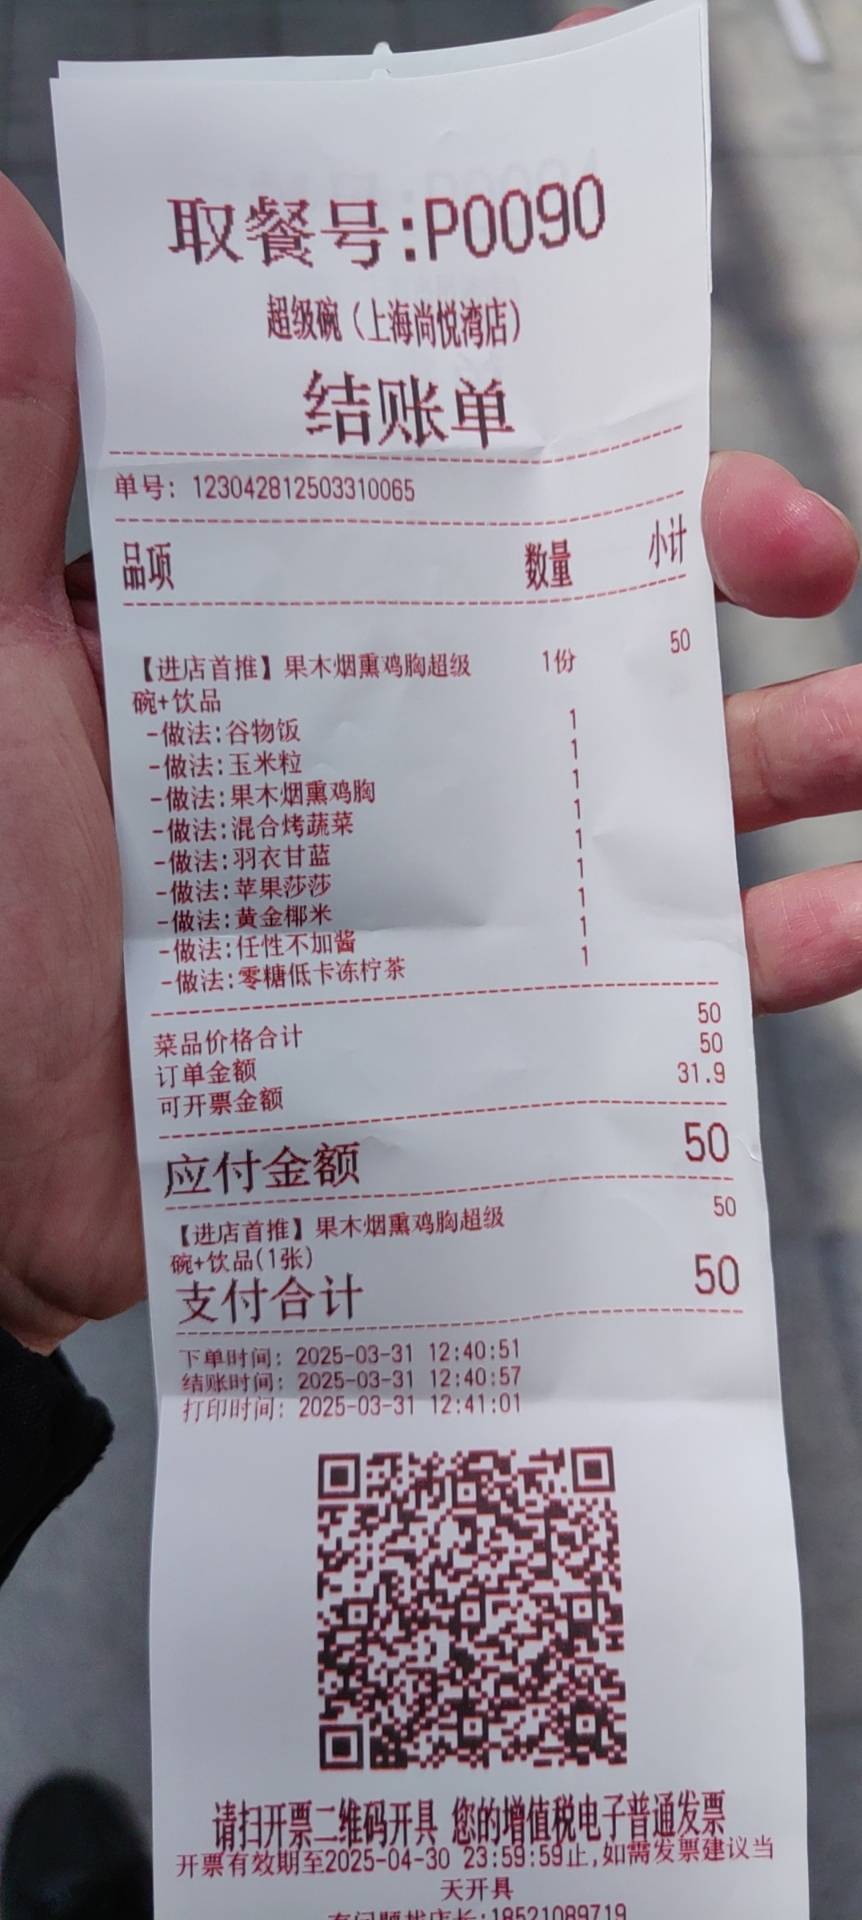 取餐号:P0090
超级碗（上海尚悦湾店）
结账单
单号: 123042812503310065
品项 数量 小计
【进店首推】果木烟熏鸡胸超级 1份 50
碗+饮品
-做法:谷物饭 1
-做法:玉米粒 1
-做法:果木烟熏鸡胸 1
-做法:混合烤蔬菜 1
-做法:羽衣甘蓝 1
-做法:苹果莎莎 1
-做法:黄金椰米 1
-做法:任性不加酱 1
-做法:零糖低卡冻柠茶 1
菜品价格合计 50
订单金额 50
可开票金额 31.9
应付金额 50
【进店首推】果木烟熏鸡胸超级 50
碗+饮品(1张)
支付合计 50
下单时间: 2025-03-31 12:40:51
结账时间: 2025-03-31 12:40:57
打印时间: 2025-03-31 12:41:01
请扫开票二维码开具 您的增值税电子普通发票
开票有效期至2025-04-30 23:59:59止,如需发票建议当
天开具
有问题找店长:18521089719